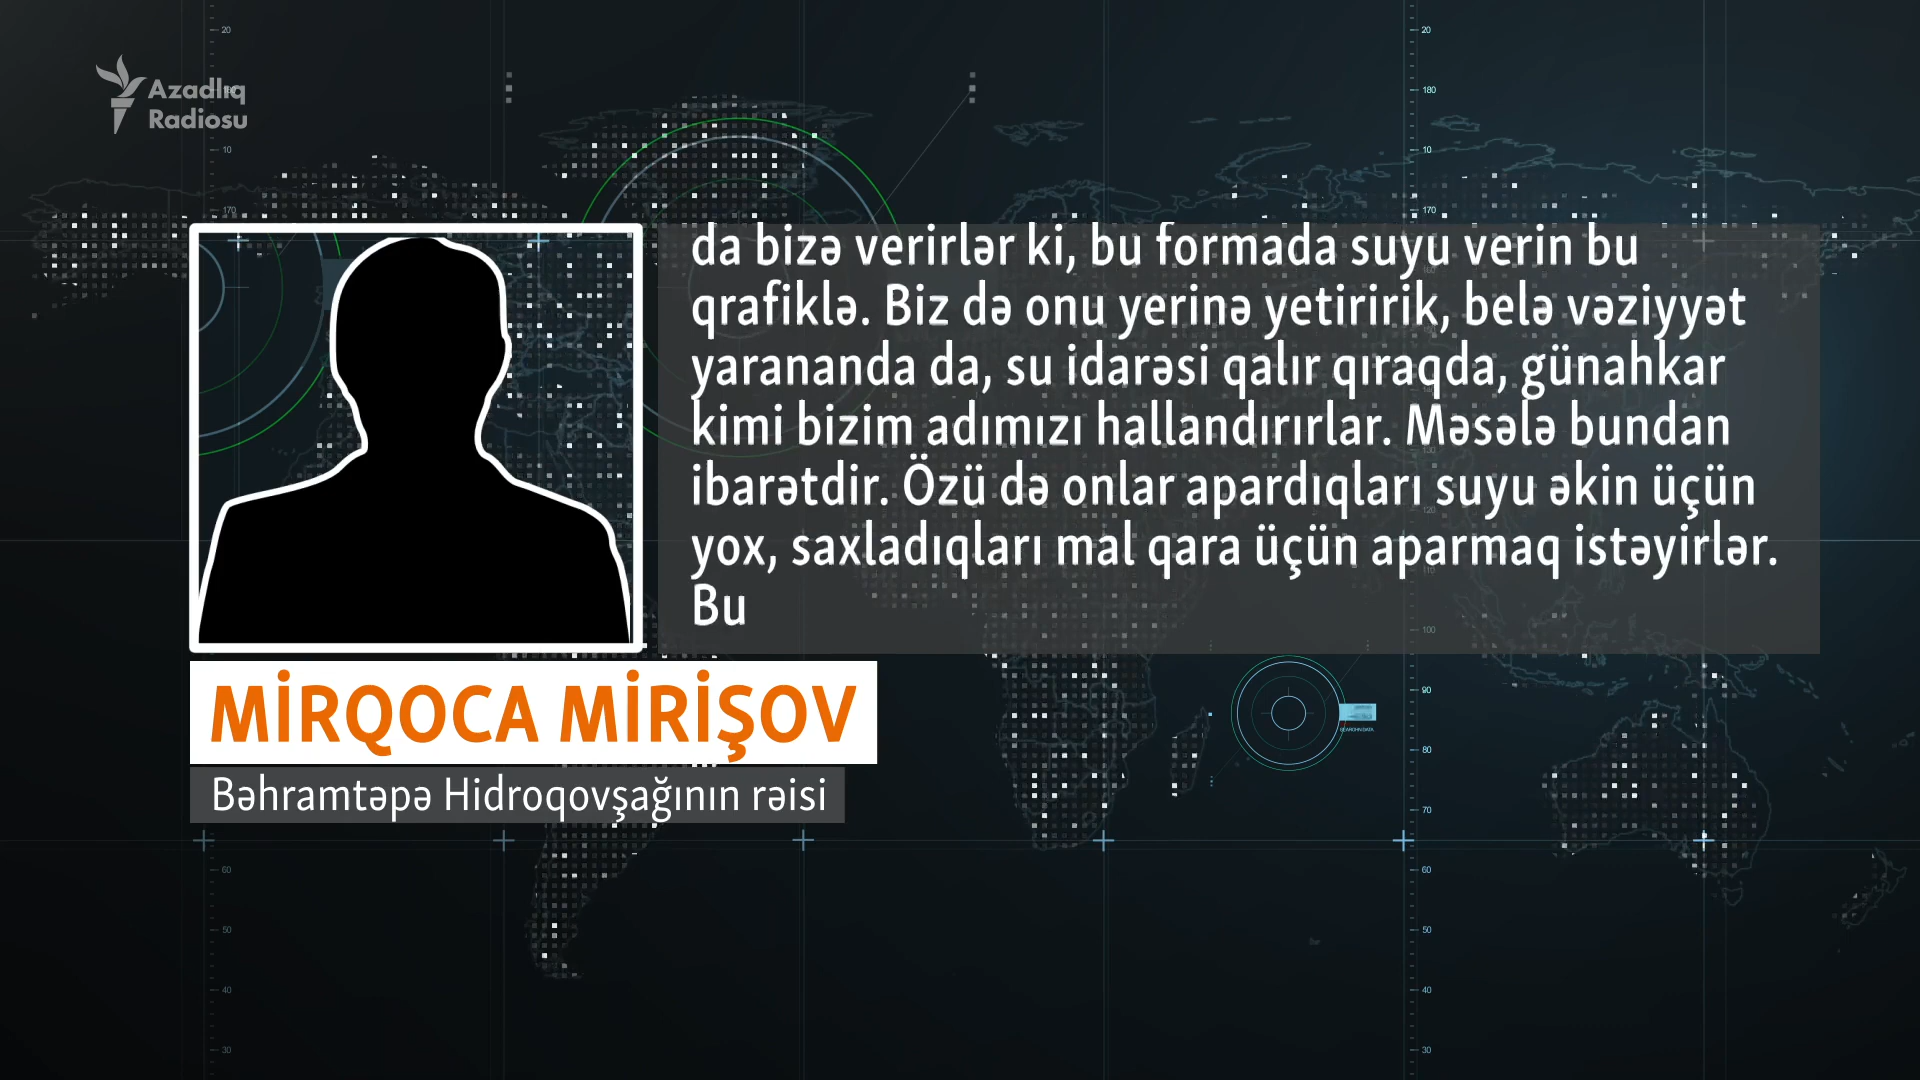 Azadlıq
Radiosu
da bizə verirlər ki, bu formada suyu verin bu
qrafiklə. Biz də onu yerinə yetiririk, belə vəziyyət
yarananda da, su idarəsi qalır qıraqda, günahkar
kimi bizim adımızı hallandırırlar. Məsələ bundan
ibarətdir. Özü də onlar apardıqları suyu əkin üçün
yox, saxladıqları mal qara üçün aparmaq istəyirlər.
Bu
MİRQOCA MİRİŞOV
Bəhramtəpə Hidroqovşağının rəisi